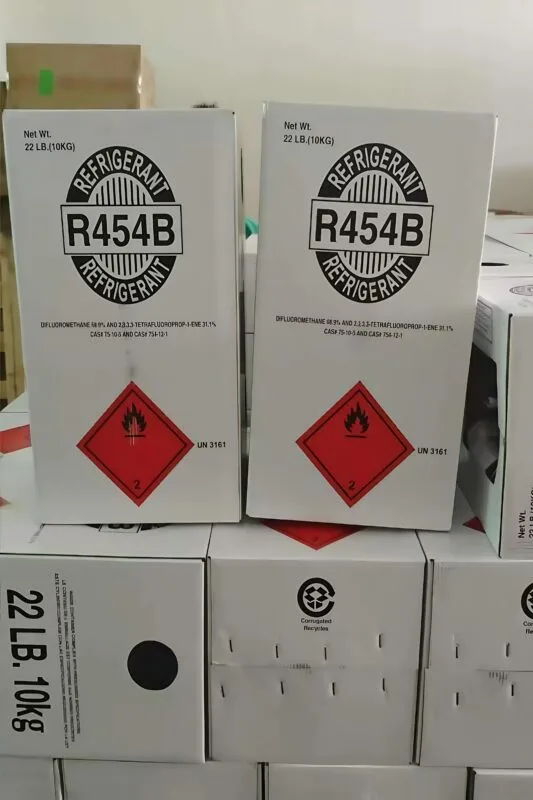 Net Wt.
22 LB.(10KG)
REFRIGERANT
R454B
REFRIGERANT
DIFLUOROMETHANE 68.9% AND 2,3,3,3-TETRAFLUOROPROP-1-ENE 31.1%
CAS# 75-10-5 AND CAS# 754-12-1
UN 3161
2
Net Wt.
22 LB.(10KG)
REFRIGERANT
R454B
REFRIGERANT
DIFLUOROMETHANE 68.9% AND 2,3,3,3-TETRAFLUOROPROP-1-ENE 31.1%
CAS# 75-10-5 AND CAS# 754-12-1
UN 3161
2
Net Wt.
22 LB. 10kg
Corrugated
Recycles